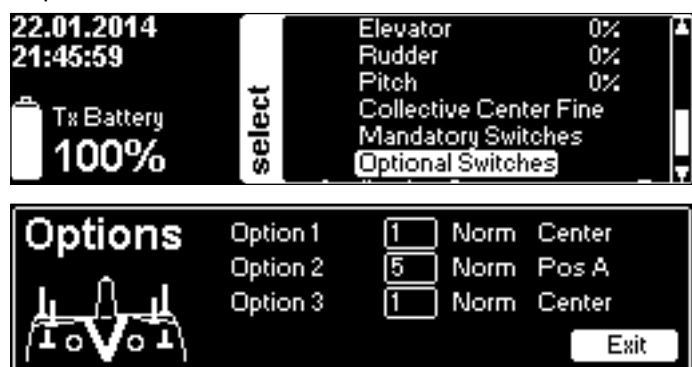 22.01.2014
21:45:59
Tx Battery
100%
select
Elevator 0%
Rudder 0%
Pitch 0%
Collective Center Fine
Mandatory Switches
Optional Switches
Options
Option 1 1 Norm Center
Option 2 5 Norm Pos A
Option 3 1 Norm Center
Exit